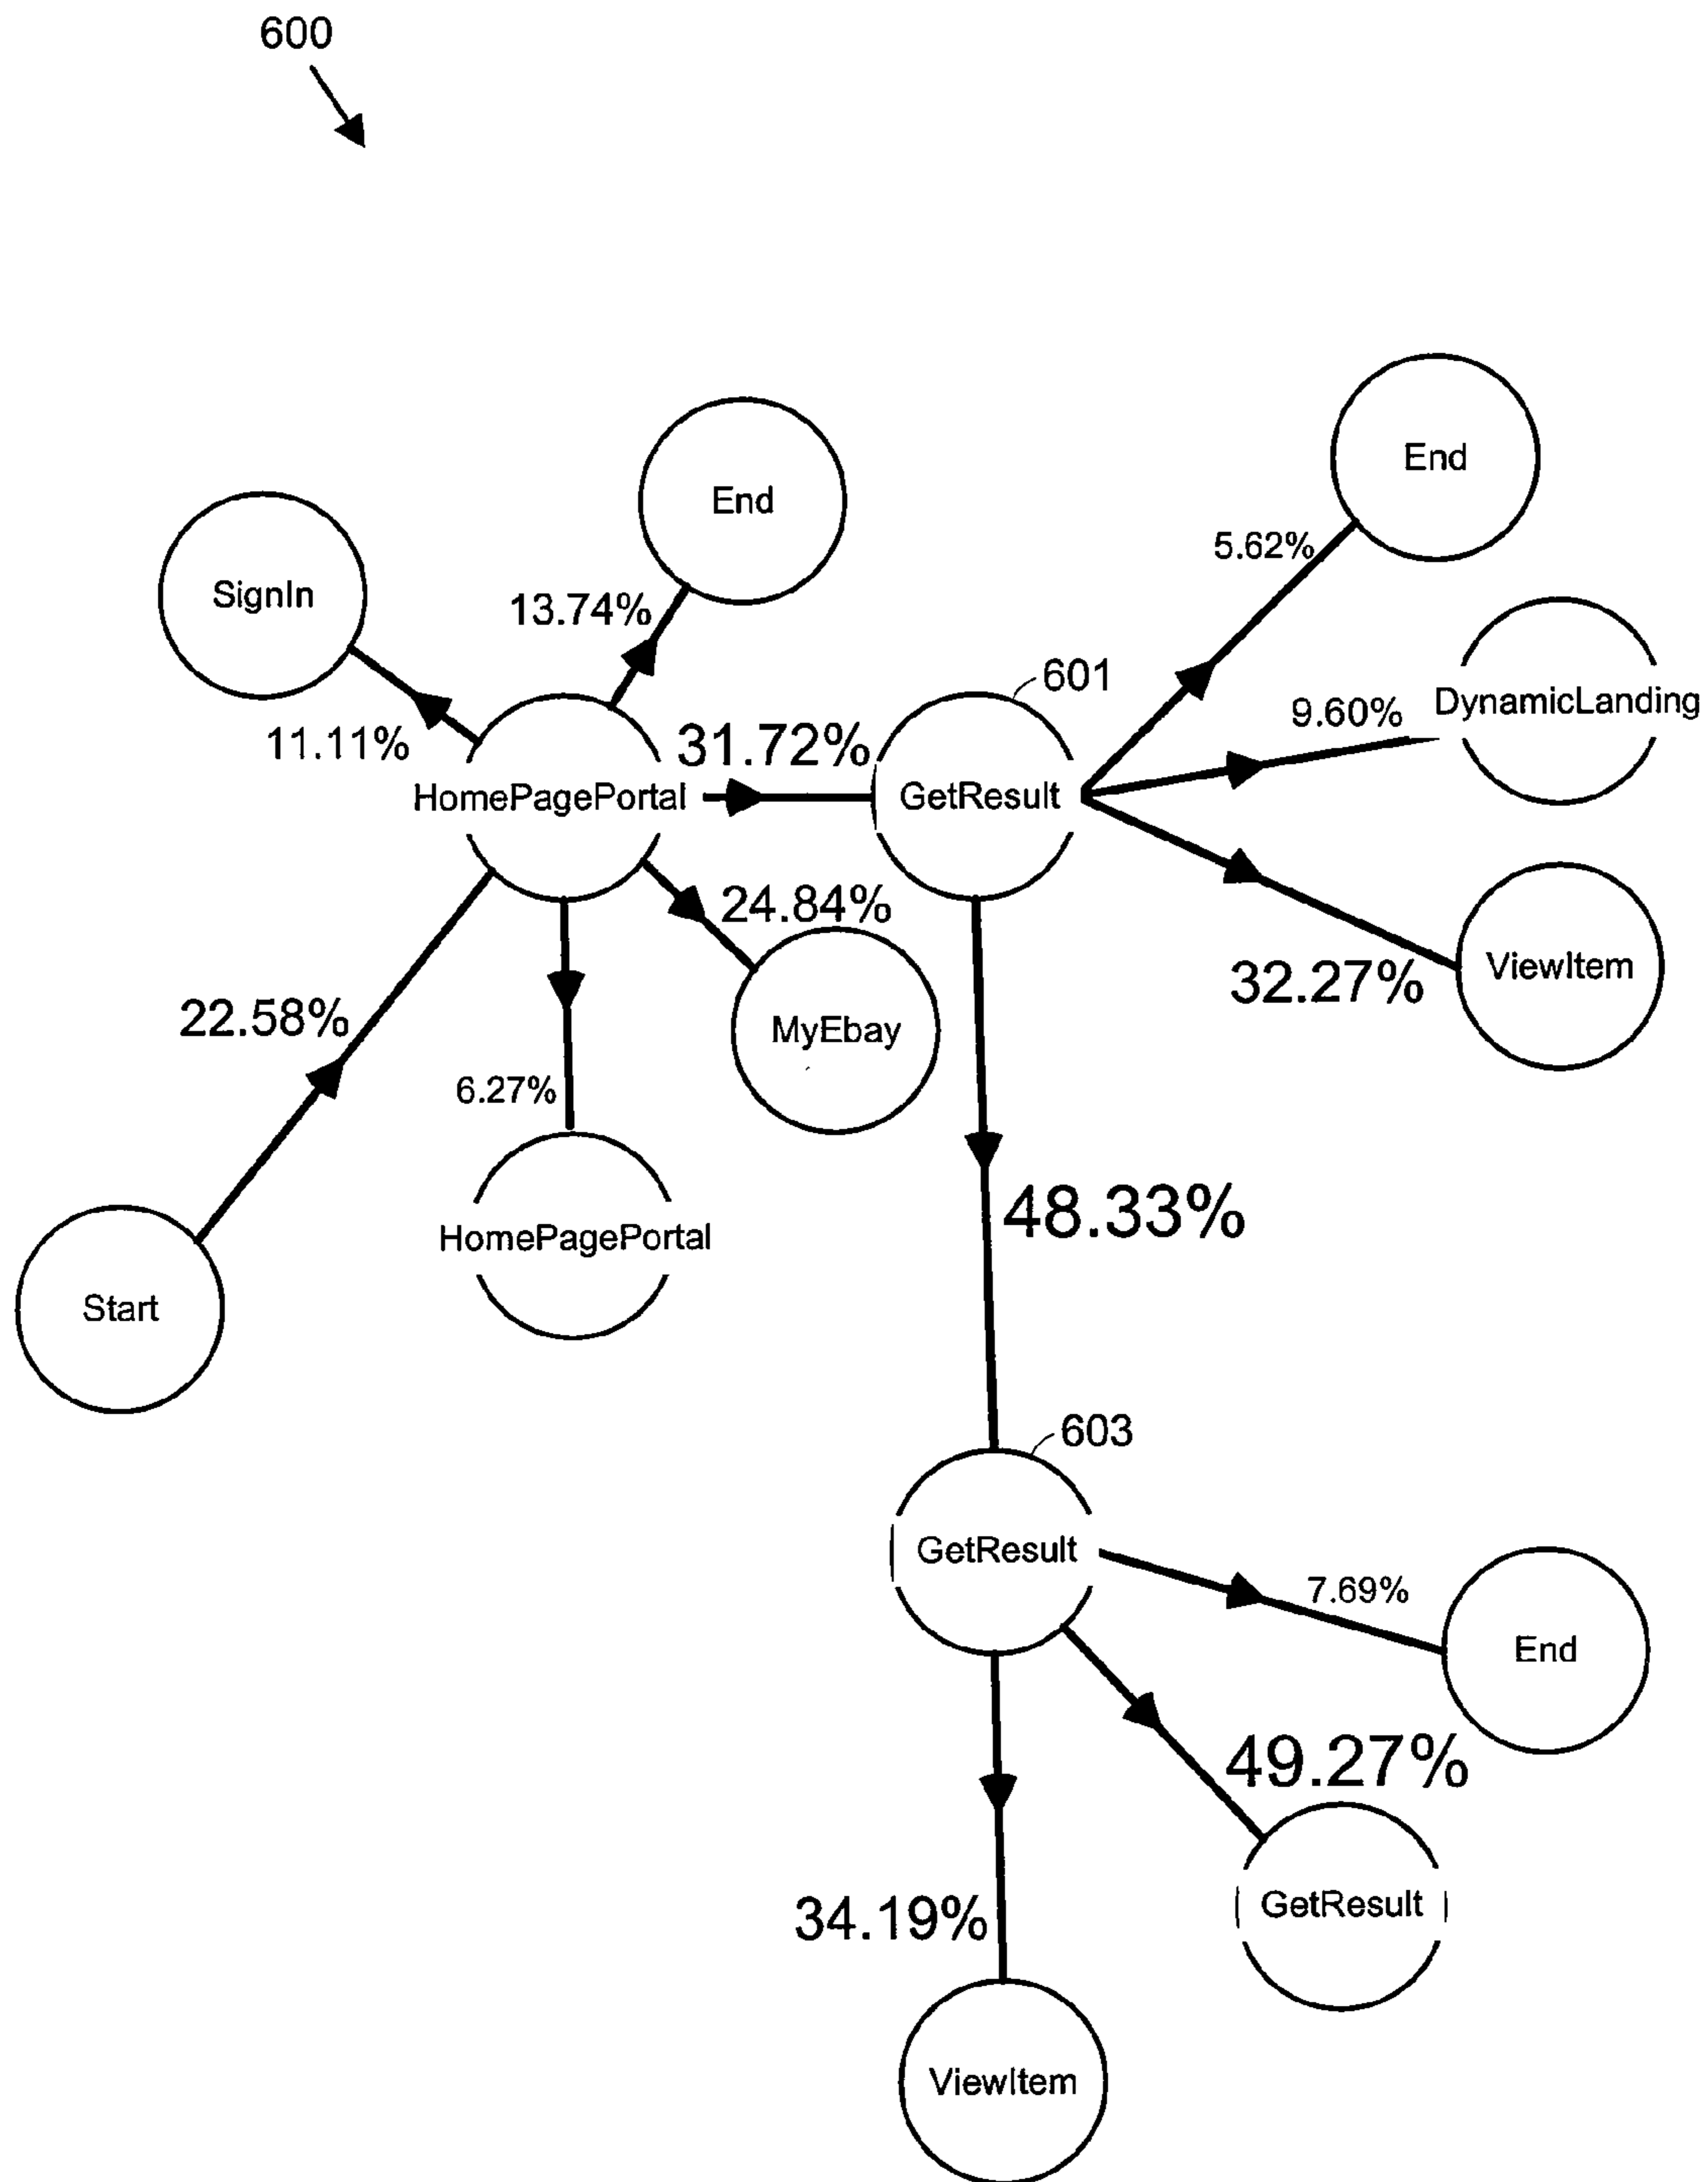 600
End
End
5.62%
SignIn
13.74%
601
9.60%
DynamicLanding
11.11%
31.72%
HomePagePortal
GetResult
24.84%
32.27%
ViewItem
22.58%
MyEbay
6.27%
48.33%
HomePagePortal
Start
603
GetResult
7.69%
End
49.27%
34.19%
GetResult
ViewItem